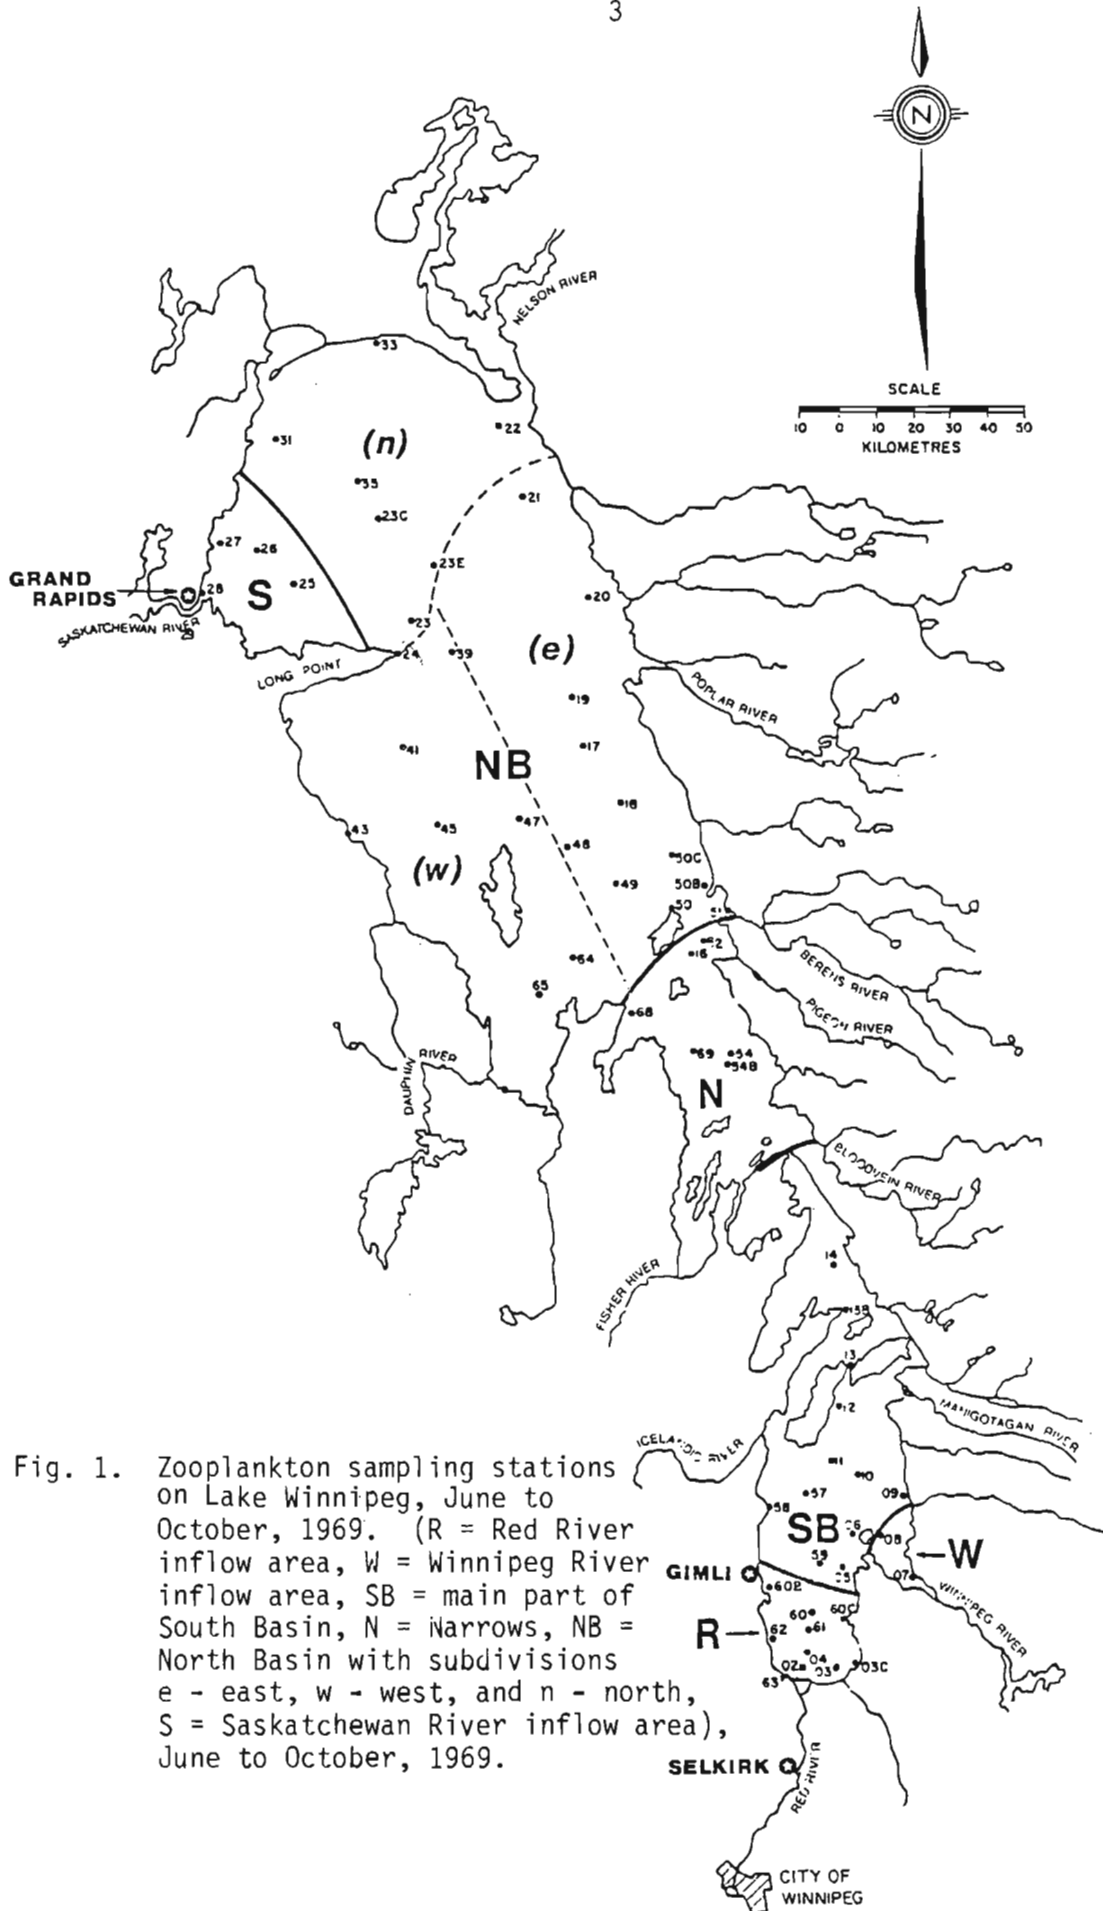 3
N
NELSON RIVER
SCALE
10 0 10 20 30 40 50
KILOMETRES
33
31
(n)
22
35
21
23C
27
26
23E
GRAND
RAPIDS
28
25
S
20
SASKATCHEWAN RIVER
29
23
24
39
(e)
LONG POINT
19
POPLAR RIVER
41
17
NB
18
43
45
47
48
50C
(w)
49
50B
50
51
52
16
64
BERENS RIVER
65
68
PIGEON RIVER
DAUPHIN RIVER
69
54
54B
N
BLOODVEIN RIVER
FISHER RIVER
14
13B
13
12
MANIGOTAGAN RIVER
ICELANDIC RIVER
11
10
57
09
58
SB
08
W
59
07
GIMLI
60B
WINNIPEG RIVER
60
60C
R
62
61
04
02
03
03C
63
Fig. 1. Zooplankton sampling stations
on Lake Winnipeg, June to
October, 1969. (R = Red River
inflow area, W = Winnipeg River
inflow area, SB = main part of
South Basin, N = Narrows, NB =
North Basin with subdivisions
e - east, w - west, and n - north,
S = Saskatchewan River inflow area),
June to October, 1969.
SELKIRK
RED RIVER
CITY OF
WINNIPEG